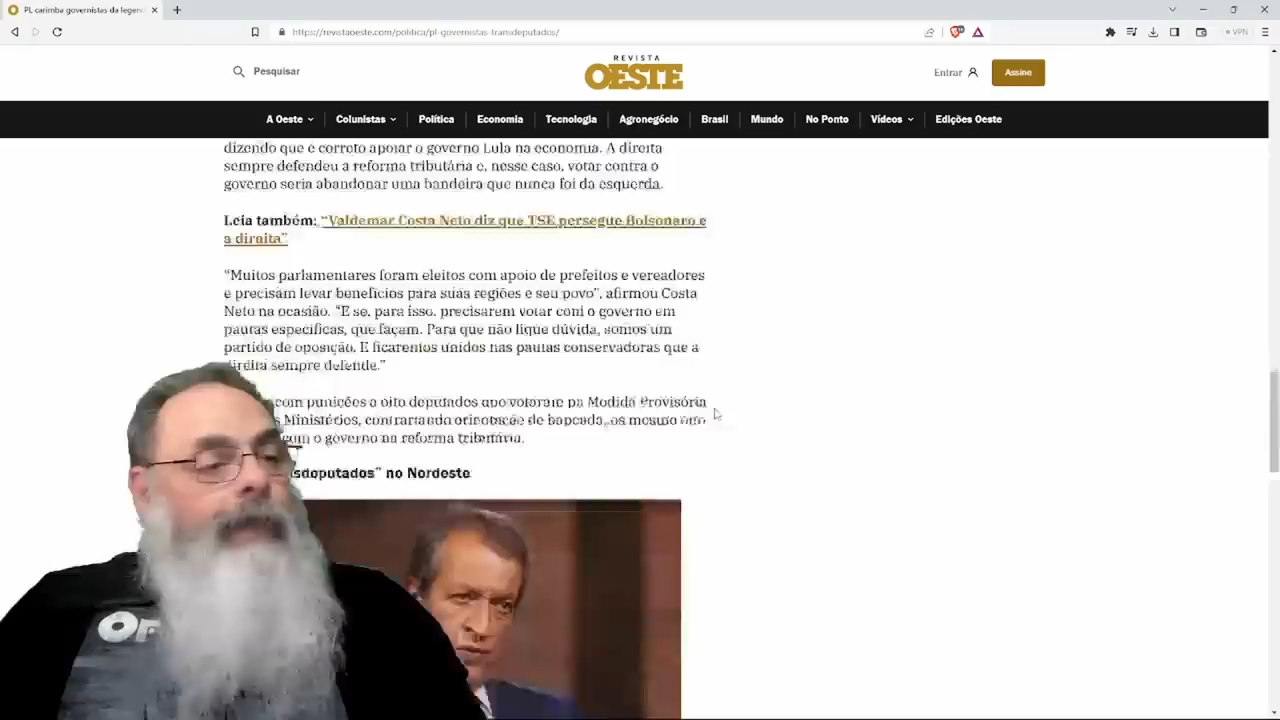 PL carimba governistas da legen
https://revistaoeste.com/politica/pl-governistas-transdeputados/
VPN
Pesquisar
REVISTA
OESTE
Entrar
Assine
A Oeste
Colunistas
Política
Economia
Tecnologia
Agronegócio
Brasil
Mundo
No Ponto
Vídeos
Edições Oeste
dizendo que é correto apoiar o governo Lula na economia. A direita
sempre defendeu a reforma tributária e, nesse caso, votar contra o
governo seria abandonar uma bandeira que nunca foi da esquerda.
Leia também: “Valdemar Costa Neto diz que TSE persegue Bolsonaro e
a direita”
“Muitos parlamentares foram eleitos com apoio de prefeitos e vereadores
e precisam levar benefícios para suas regiões e seu povo”, afirmou Costa
Neto na ocasião. “E se, para isso, precisarem votar com o governo em
pautas específicas, que façam. Para que não fique dúvida, somos um
partido de oposição. E ficaremos unidos nas pautas conservadoras que a
direita sempre defende.”
com punições a oito deputados que votaram na Medida Provisória
Ministérios, contrariando orientação de bancada, os mesmo
com o governo na reforma tributária.
sdeputados” no Nordeste